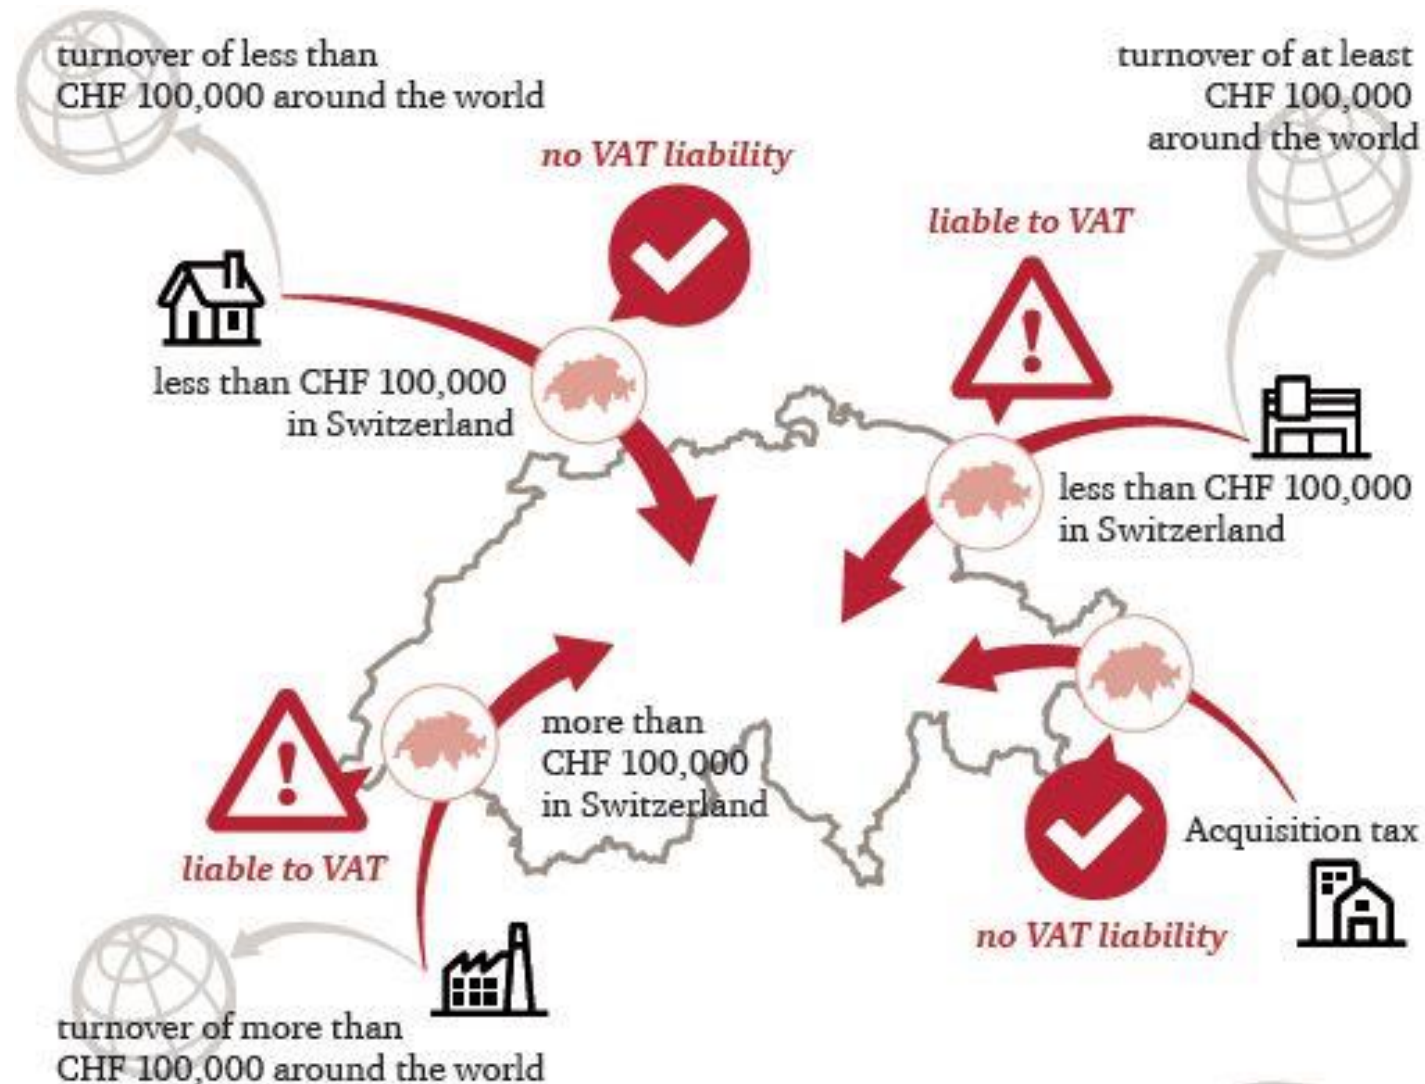 turnover of less than
CHF 100,000 around the world
turnover of at least
CHF 100,000
around the world
no VAT liability
liable to VAT
less than CHF 100,000
in Switzerland
less than CHF 100,000
in Switzerland
more than
CHF 100,000
in Switzerland
liable to VAT
Acquisition tax
no VAT liability
turnover of more than
CHF 100,000 around the world